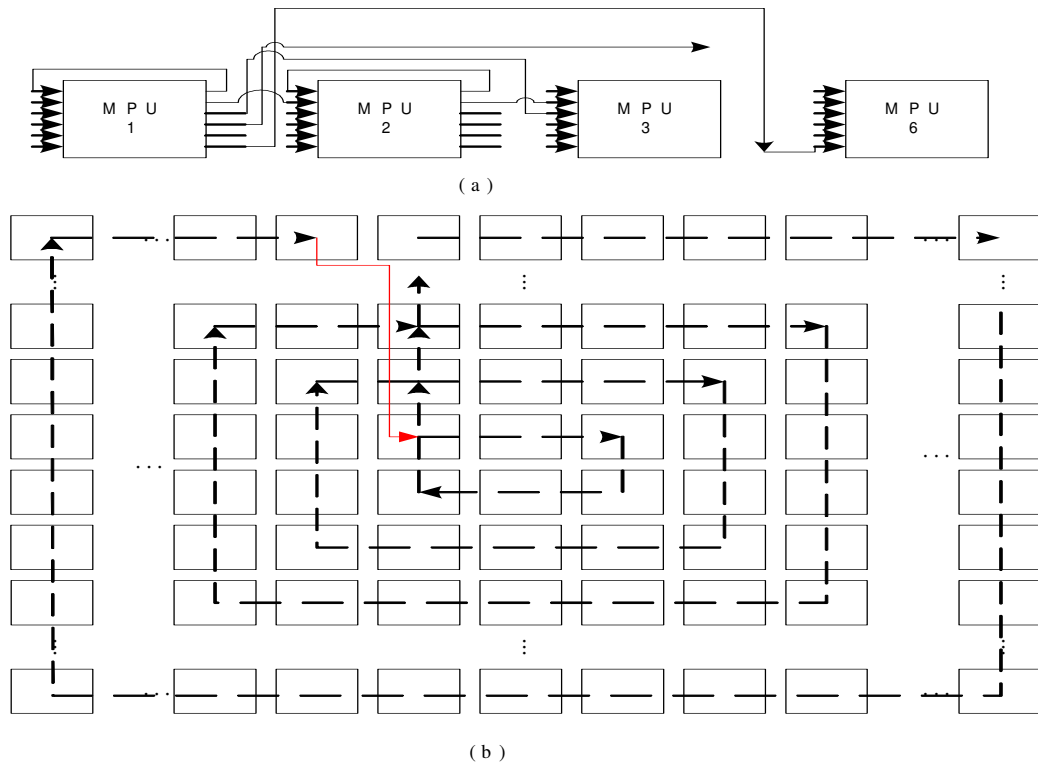 M P U
1
M P U
2
M P U
3
M P U
6
( a )
. . .
. . .
...
...
...
. . .
. . .
...
...
...
. . .
. . .
( b )